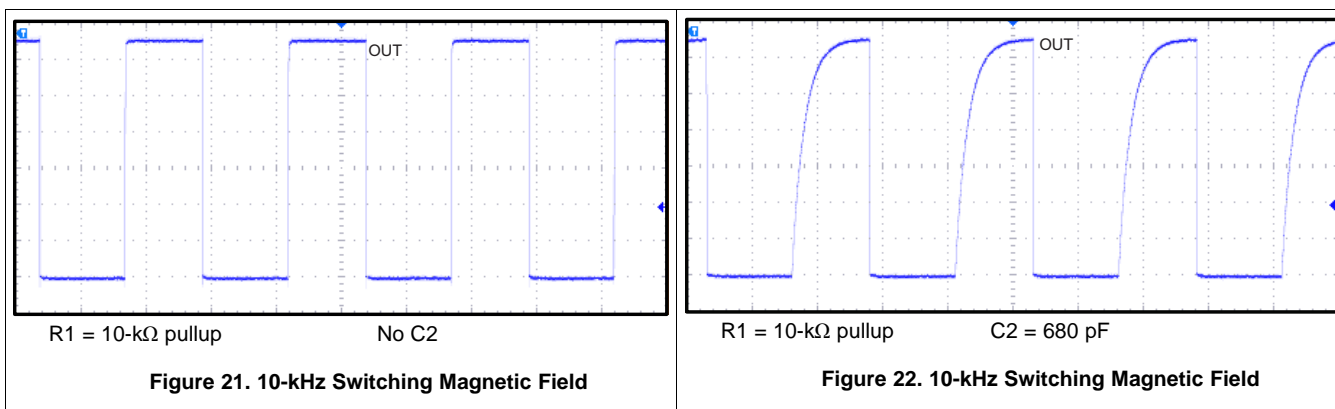 OUT
R1 = 10-kΩ pullup No C2
Figure 21. 10-kHz Switching Magnetic Field
OUT
R1 = 10-kΩ pullup C2 = 680 pF
Figure 22. 10-kHz Switching Magnetic Field